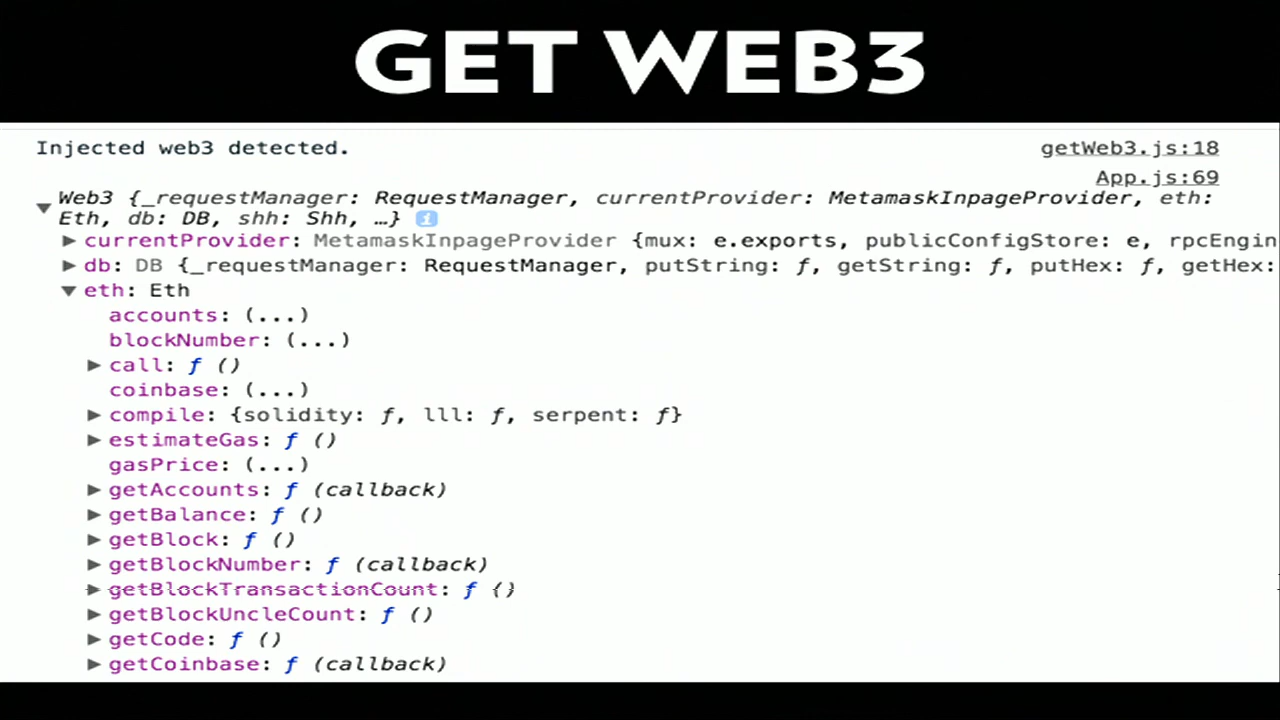 GET WEB3
Injected web3 detected. getWeb3.js:18
App.js:69
▼ Web3 {_requestManager: RequestManager, currentProvider: MetamaskInpageProvider, eth:
Eth, db: DB, shh: Shh, …} i
▶ currentProvider: MetamaskInpageProvider {mux: e.exports, publicConfigStore: e, rpcEngin
▶ db: DB {_requestManager: RequestManager, putString: ƒ, getString: ƒ, putHex: ƒ, getHex:
▼ eth: Eth
accounts: (...)
blockNumber: (...)
▶ call: ƒ ()
coinbase: (...)
▶ compile: {solidity: ƒ, lll: ƒ, serpent: ƒ}
▶ estimateGas: ƒ ()
gasPrice: (...)
▶ getAccounts: ƒ (callback)
▶ getBalance: ƒ ()
▶ getBlock: ƒ ()
▶ getBlockNumber: ƒ (callback)
▶ getBlockTransactionCount: ƒ ()
▶ getBlockUncleCount: ƒ ()
▶ getCode: ƒ ()
▶ getCoinbase: ƒ (callback)